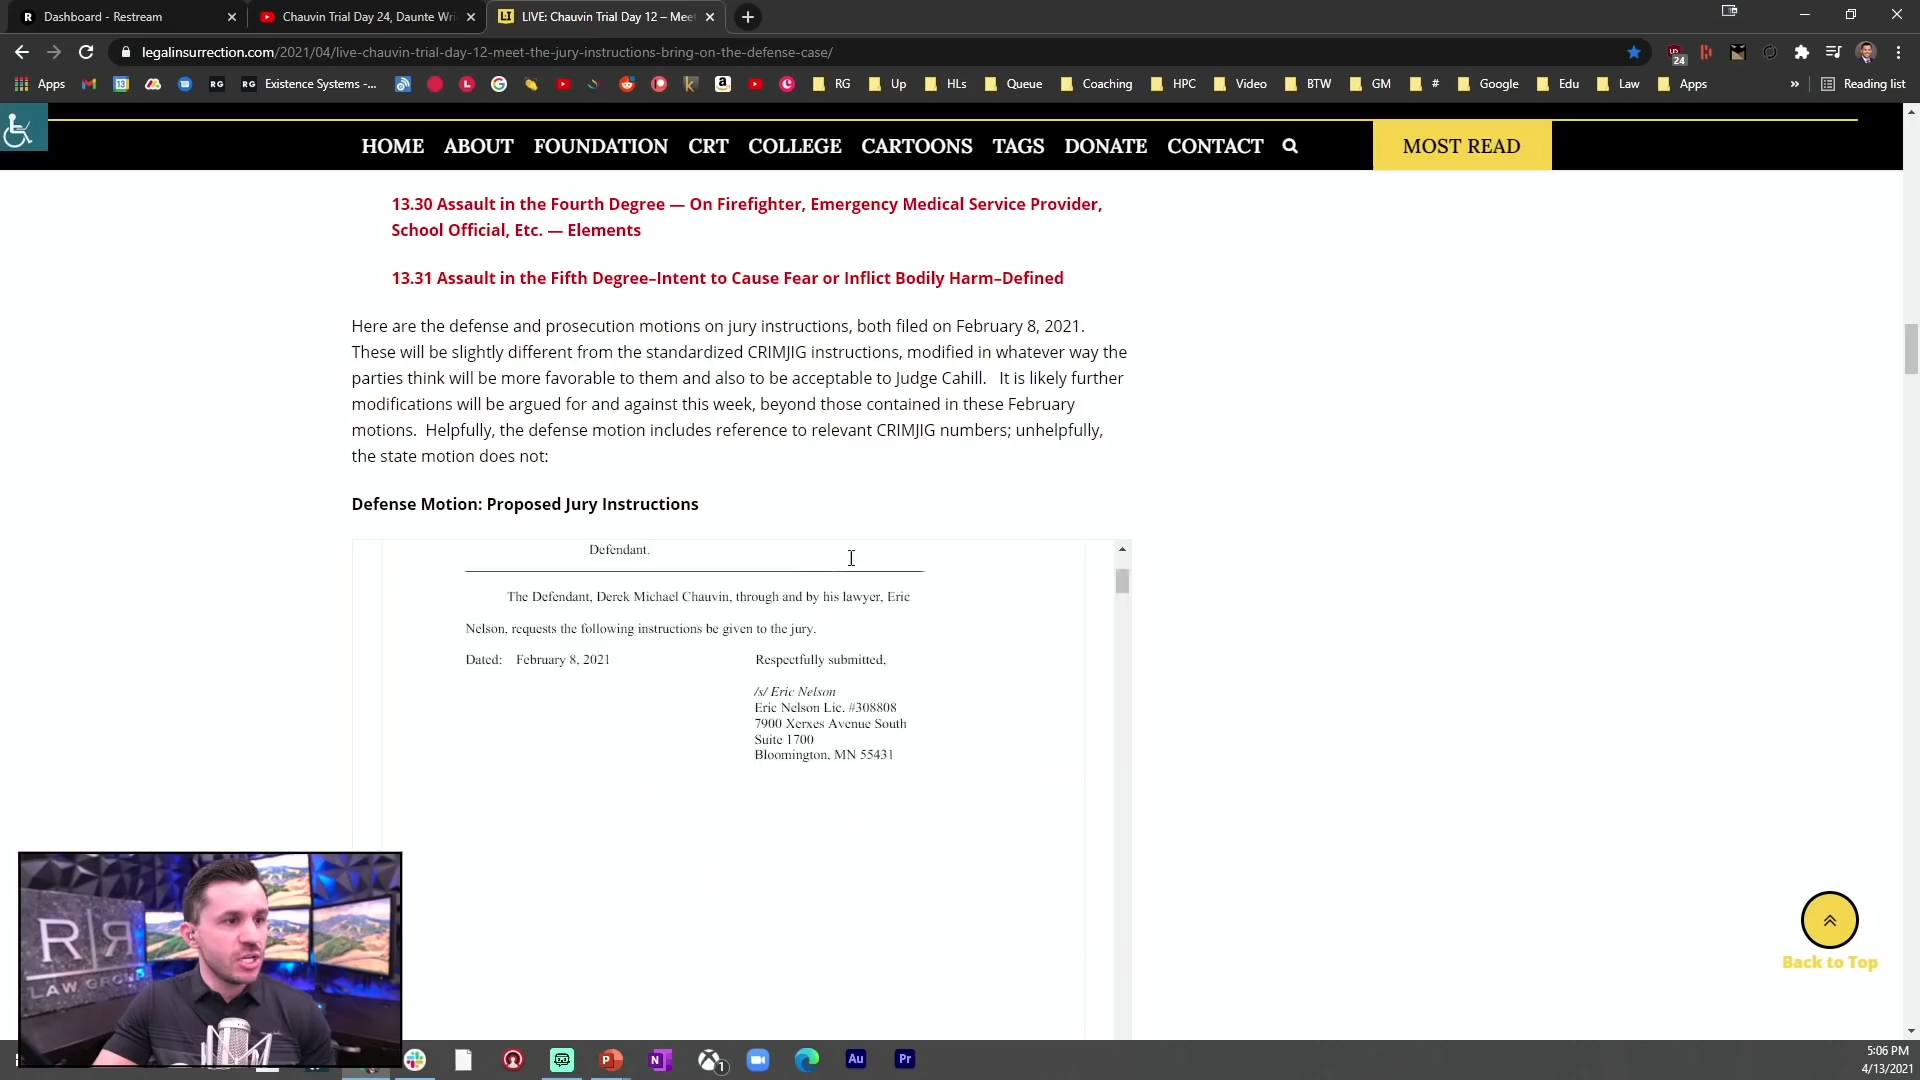 Dashboard - Restream
Chauvin Trial Day 24, Daunte Wri
LIVE: Chauvin Trial Day 12 – Mee
legalinsurrection.com/2021/04/live-chauvin-trial-day-12-meet-the-jury-instructions-bring-on-the-defense-case/
24
Apps
RG
RG Existence Systems -...
RG
Up
HLs
Queue
Coaching
HPC
Video
BTW
GM
#
Google
Edu
Law
Apps
»
Reading list
HOME ABOUT FOUNDATION CRT COLLEGE CARTOONS TAGS DONATE CONTACT
MOST READ
13.30 Assault in the Fourth Degree — On Firefighter, Emergency Medical Service Provider,
School Official, Etc. — Elements
13.31 Assault in the Fifth Degree–Intent to Cause Fear or Inflict Bodily Harm–Defined
Here are the defense and prosecution motions on jury instructions, both filed on February 8, 2021.
These will be slightly different from the standardized CRIMJIG instructions, modified in whatever way the
parties think will be more favorable to them and also to be acceptable to Judge Cahill. It is likely further
modifications will be argued for and against this week, beyond those contained in these February
motions. Helpfully, the defense motion includes reference to relevant CRIMJIG numbers; unhelpfully,
the state motion does not:
Defense Motion: Proposed Jury Instructions
Defendant.
The Defendant, Derek Michael Chauvin, through and by his lawyer, Eric
Nelson, requests the following instructions be given to the jury.
Dated: February 8, 2021
Respectfully submitted,
/s/ Eric Nelson
Eric Nelson Lic. #308808
7900 Xerxes Avenue South
Suite 1700
Bloomington, MN 55431
Back to Top
R|R
LAW GROUP
1
Au
Pr
5:06 PM
4/13/2021